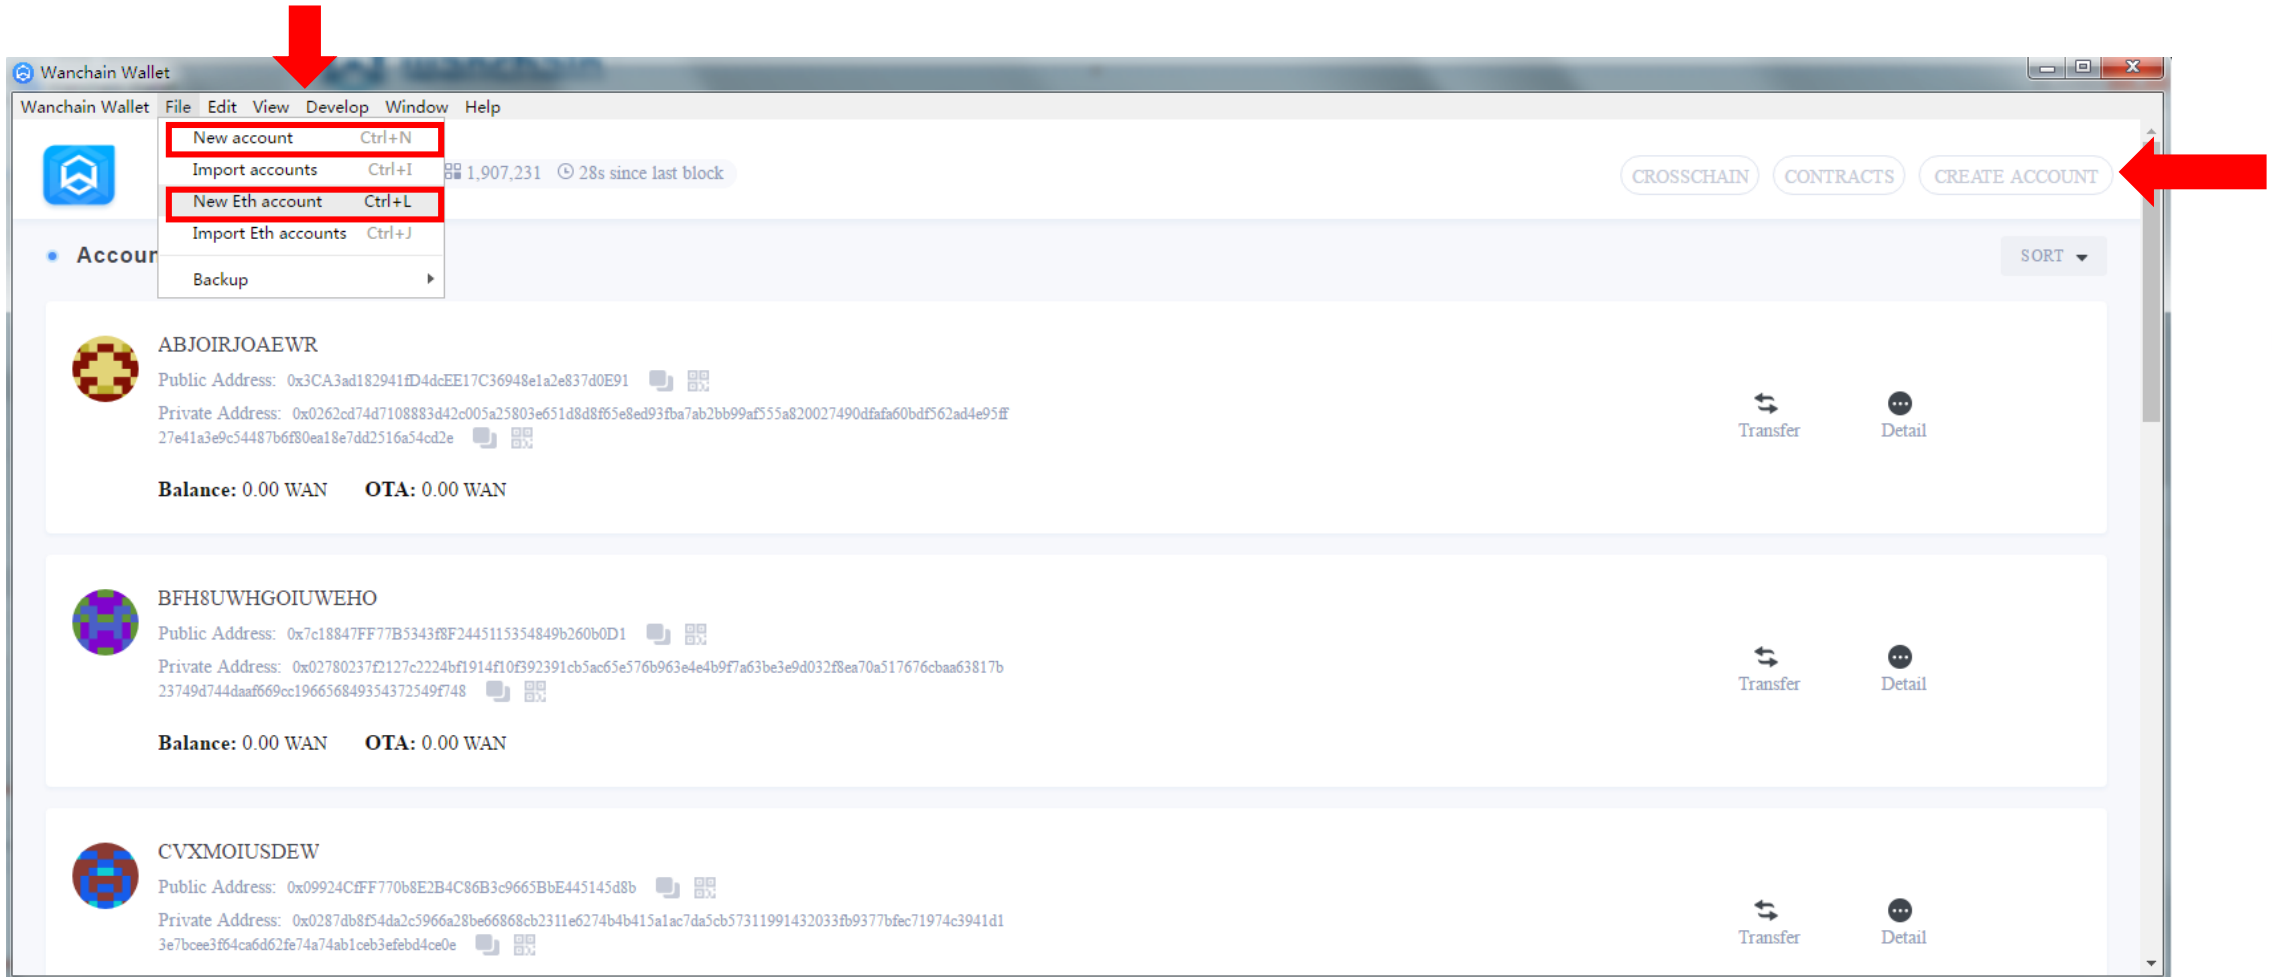 Wanchain Wallet
Wanchain Wallet File Edit View Develop Window Help
New account Ctrl+N
Import accounts Ctrl+I
New Eth account Ctrl+L
Import Eth accounts Ctrl+J
Backup
1,907,231 28s since last block
CROSSCHAIN CONTRACTS CREATE ACCOUNT
Accoun
SORT
ABJOIRJOAEWR
Public Address: 0x3CA3ad182941fD4dcEE17C36948e1a2e837d0E91
Private Address: 0x0262cd74d7108883d42c005a25803e651d8d8f65e8ed93fba7ab2bb99af555a820027490dfafa60bdf562ad4e95ff
27e41a3e9c54487b6f80ea18e7dd2516a54cd2e
Transfer Detail
Balance: 0.00 WAN OTA: 0.00 WAN
BFH8UWHGOIUWEHO
Public Address: 0x7c18847FF77B5343f8F2445115354849b260b0D1
Private Address: 0x02780237f2127c2224bf1914f10f392391cb5ac65e576b963e4e4b9f7a63be3e9d032f8ea70a517676cbaa63817b
23749d744daaf669cc196656849354372549f748
Transfer Detail
Balance: 0.00 WAN OTA: 0.00 WAN
CVXMOIUSDEW
Public Address: 0x09924CfFF770b8E2B4C86B3c9665BbE445145d8b
Private Address: 0x0287db8f54da2c5966a28be66868cb2311e6274b4b415a1ac7da5cb57311991432033fb9377bfec71974c3941d1
3e7bcee3f64ca6d62fe74a74ab1ceb3efebd4ce0e
Transfer Detail